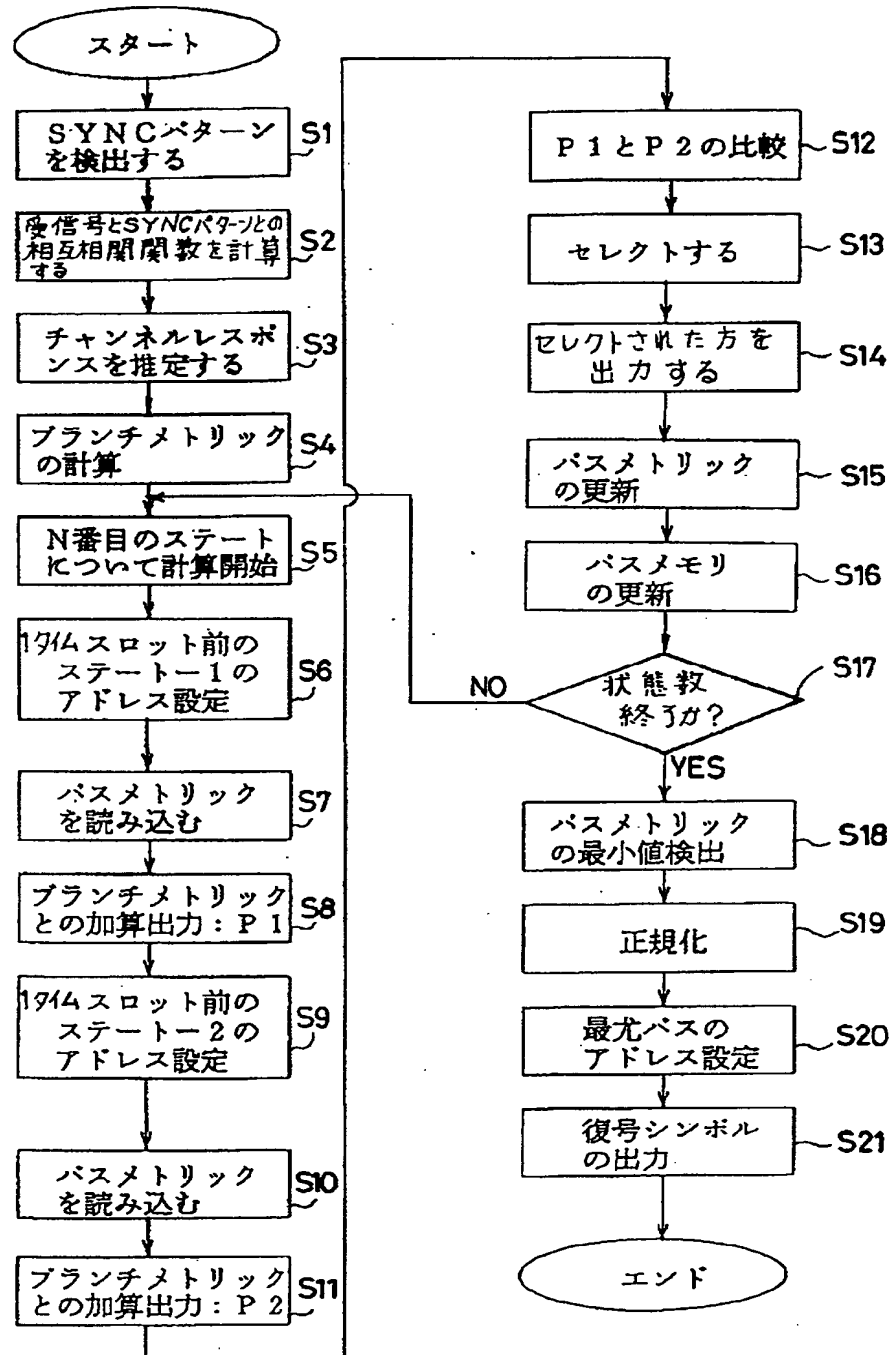 スタート
SYNCパターン
を検出する
S1
受信号とSYNCパターンとの
相互相関関数を計算
する
S2
チャンネルレスポ
ンスを推定する
S3
ブランチメトリック
の計算
S4
N番目のステート
について計算開始
S5
1タイムスロット前の
ステート−1の
アドレス設定
S6
パスメトリック
を読み込む
S7
ブランチメトリック
との加算出力：P1
S8
1タイムスロット前の
ステート−2の
アドレス設定
S9
パスメトリック
を読み込む
S10
ブランチメトリック
との加算出力：P2
S11
P1とP2の比較
S12
セレクトする
S13
セレクトされた方を
出力する
S14
パスメトリック
の更新
S15
パスメモリ
の更新
S16
状態数
終了か?
S17
NO
YES
パスメトリック
の最小値検出
S18
正規化
S19
最尤パスの
アドレス設定
S20
復号シンボル
の出力
S21
エンド